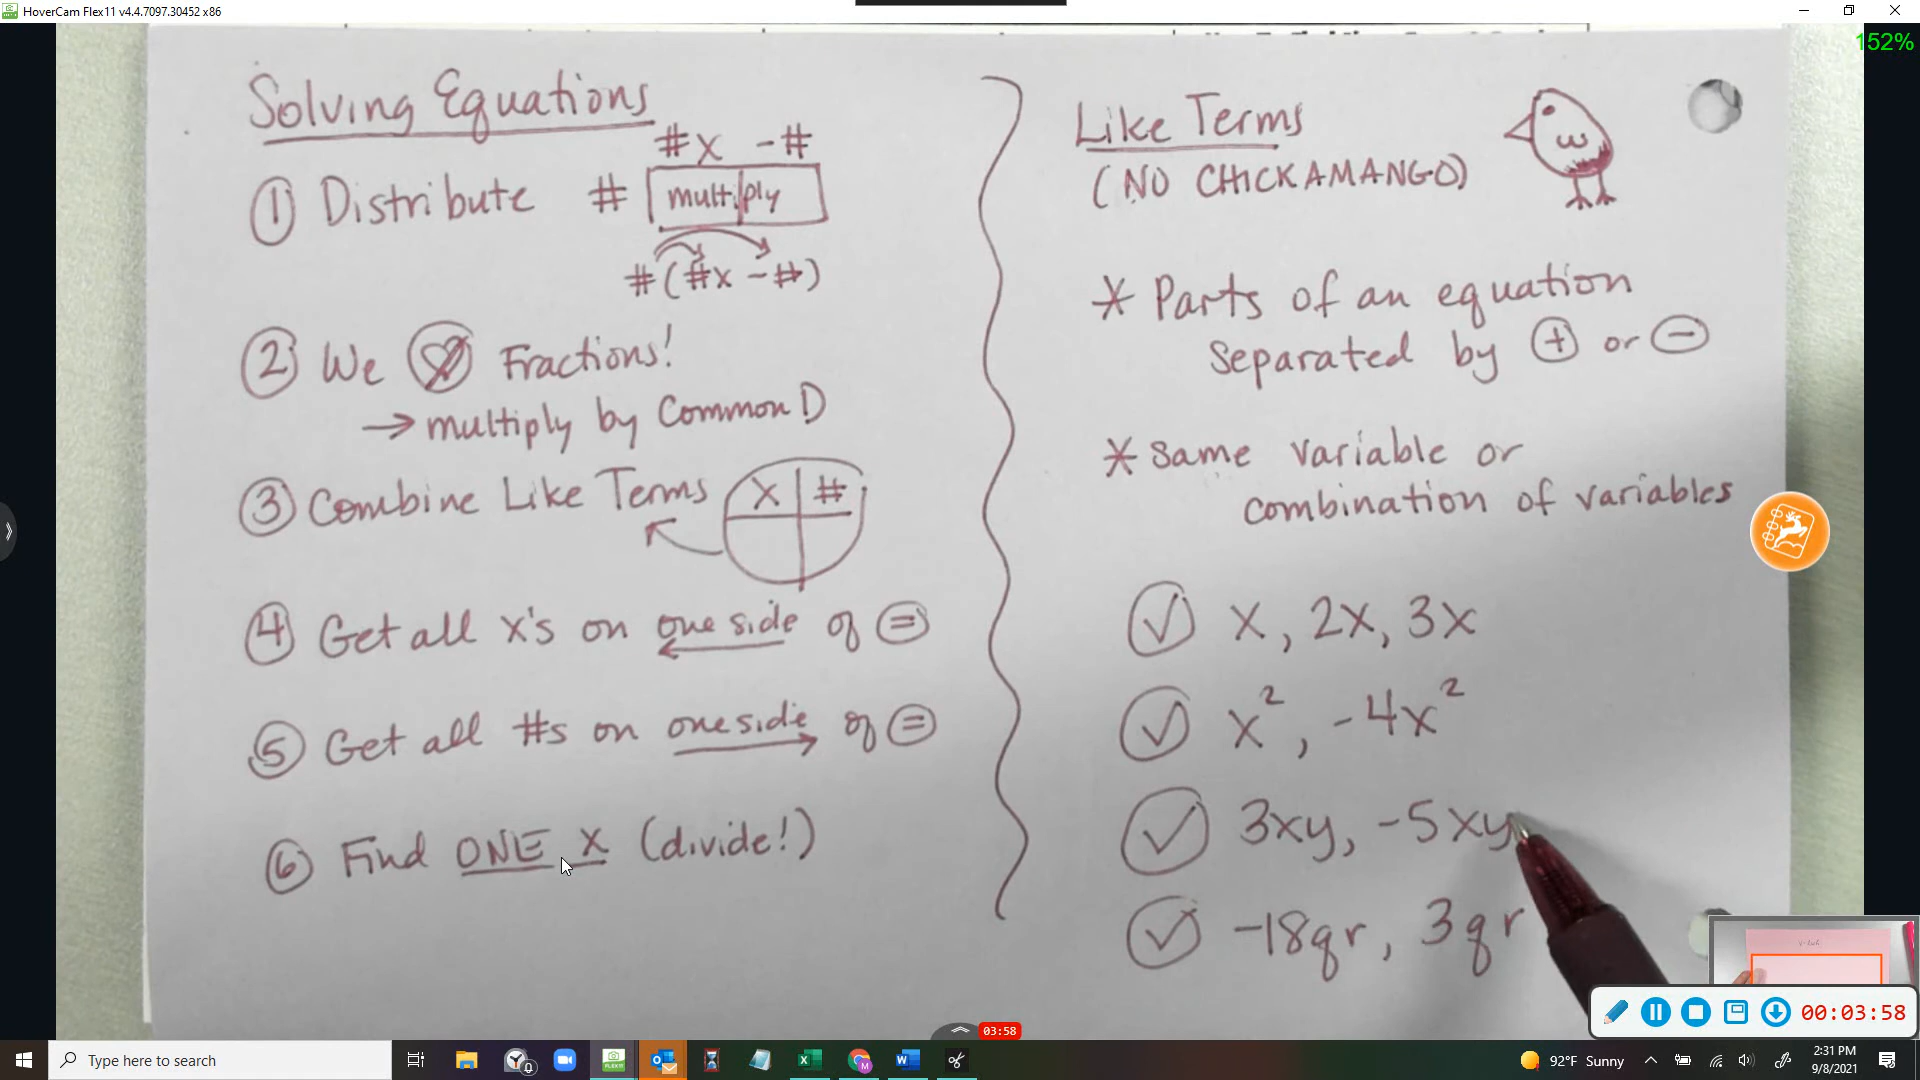 HoverCam Flex11 v4.4.7097.30452 x86
152%
Solving Equations
#x -#
① Distribute # multiply
#(#x -#)
② We Fractions!
→ multiply by Common D
③ Combine Like Terms x #
④ Get all x's on one side of =
⑤ Get all #s on one side of =
⑥ Find ONE x (divide!)
Like Terms
(NO CHICKAMANGO)
* Parts of an equation
separated by + or -
* same variable or
combination of variables
✓ x, 2x, 3x
✓ x², -4x²
✓ 3xy, -5xy
✓ -18qr, 3qr
03:58
00:03:58
Type here to search
92°F Sunny
2:31 PM
9/8/2021